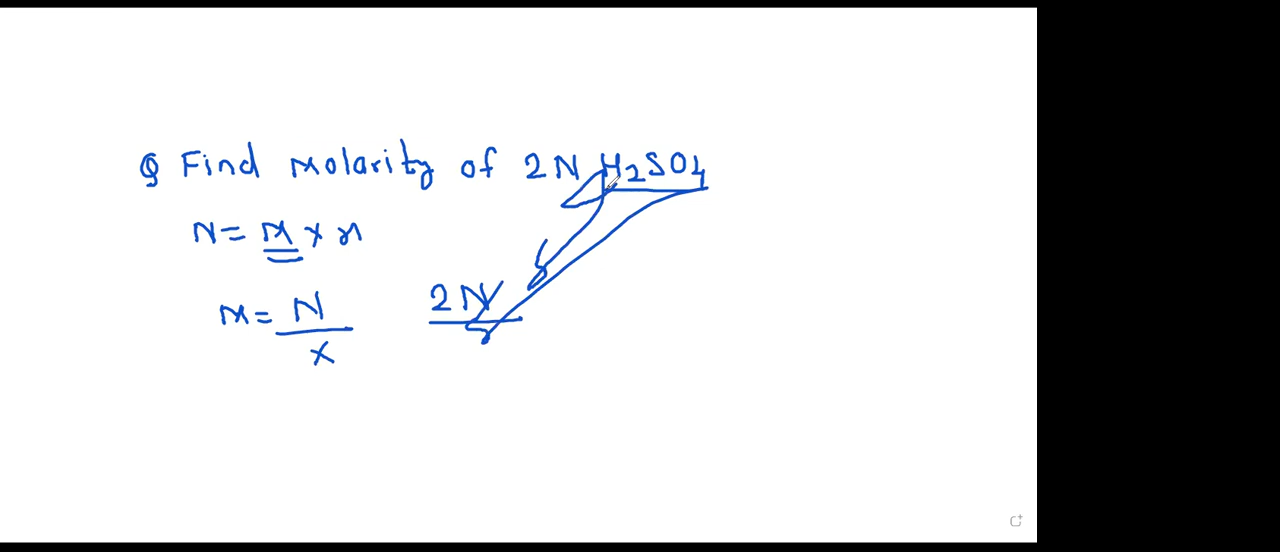 Q Find Molarity of 2N H2SO4
N = M × x
M = N
x
2N